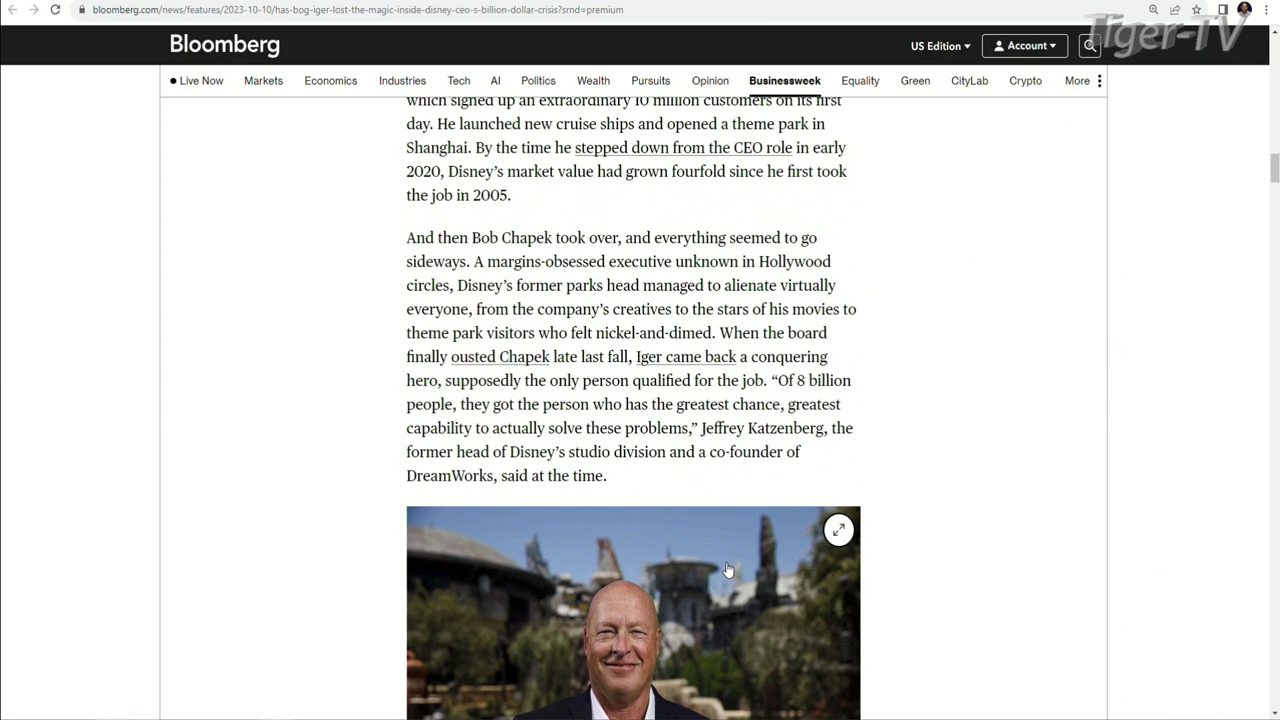 bloomberg.com/news/features/2023-10-10/has-bog-iger-lost-the-magic-inside-disney-ceo-s-billion-dollar-crisis?srnd=premium
Tiger-TV
Bloomberg
US Edition
Account
Live Now Markets Economics Industries Tech AI Politics Wealth Pursuits Opinion Businessweek Equality Green CityLab Crypto More
which signed up an extraordinary 10 million customers on its first
day. He launched new cruise ships and opened a theme park in
Shanghai. By the time he stepped down from the CEO role in early
2020, Disney’s market value had grown fourfold since he first took
the job in 2005.
And then Bob Chapek took over, and everything seemed to go
sideways. A margins-obsessed executive unknown in Hollywood
circles, Disney’s former parks head managed to alienate virtually
everyone, from the company’s creatives to the stars of his movies to
theme park visitors who felt nickel-and-dimed. When the board
finally ousted Chapek late last fall, Iger came back a conquering
hero, supposedly the only person qualified for the job. “Of 8 billion
people, they got the person who has the greatest chance, greatest
capability to actually solve these problems,” Jeffrey Katzenberg, the
former head of Disney’s studio division and a co-founder of
DreamWorks, said at the time.